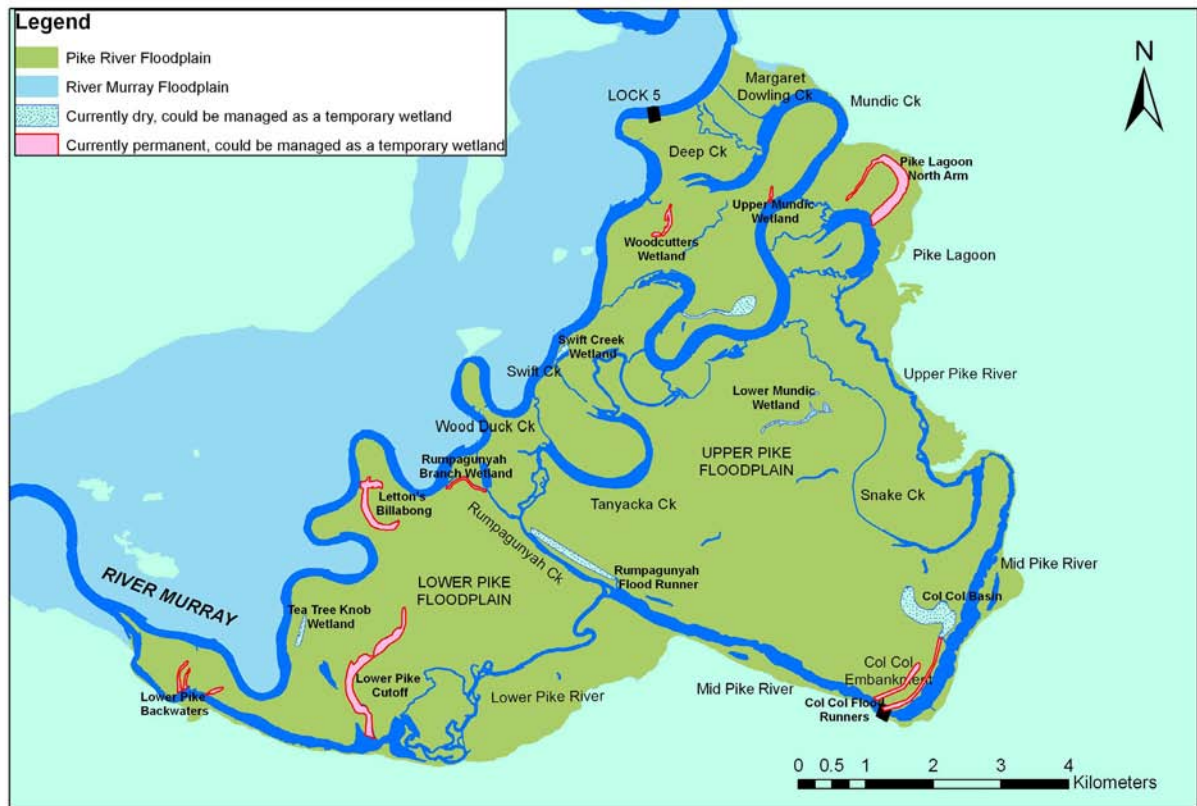 Legend
Pike River Floodplain
River Murray Floodplain
Currently dry, could be managed as a temporary wetland
Currently permanent, could be managed as a temporary wetland
N
LOCK 5
Margaret
Dowling Ck
Mundic Ck
Deep Ck
Pike Lagoon
North Arm
Upper Mundic
Wetland
Woodcutters
Wetland
Pike Lagoon
Swift Creek
Wetland
Swift Ck
Upper Pike River
Lower Mundic
Wetland
Wood Duck Ck
UPPER PIKE
FLOODPLAIN
Rumpagunyah
Branch Wetland
Letton's
Billabong
Tanyacka Ck
Snake Ck
Rumpagunyah Ck
Rumpagunyah
Flood Runner
Mid Pike River
LOWER PIKE
FLOODPLAIN
Col Col Basin
RIVER MURRAY
Tea Tree Knob
Wetland
Col Col
Embankment
Lower Pike
Cutoff
Lower Pike River
Mid Pike River
Lower Pike
Backwaters
Col Col Flood
Runners
0 0.5 1 2 3 4
Kilometers